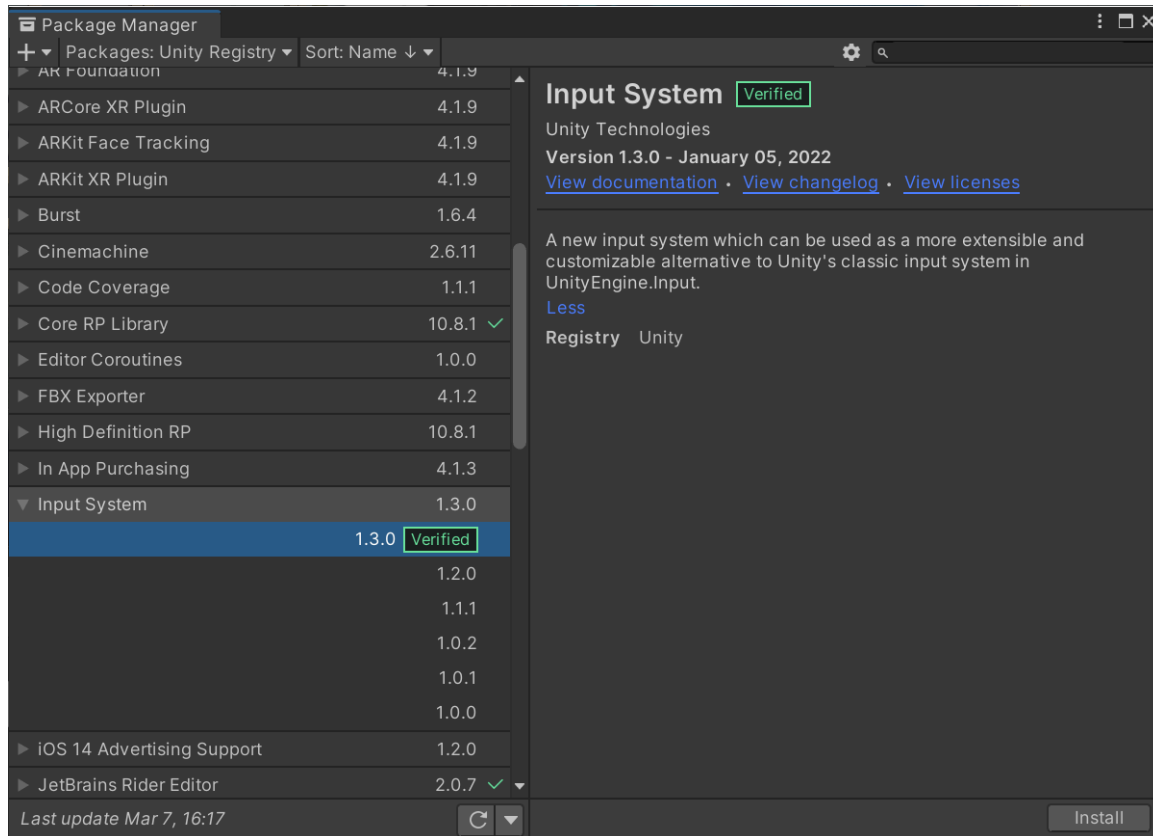 Package Manager
Packages: Unity Registry Sort: Name ↓
AR Foundation 4.1.9
ARCore XR Plugin 4.1.9
ARKit Face Tracking 4.1.9
ARKit XR Plugin 4.1.9
Burst 1.6.4
Cinemachine 2.6.11
Code Coverage 1.1.1
Core RP Library 10.8.1
Editor Coroutines 1.0.0
FBX Exporter 4.1.2
High Definition RP 10.8.1
In App Purchasing 4.1.3
Input System 1.3.0
1.3.0 Verified
1.2.0
1.1.1
1.0.2
1.0.1
1.0.0
iOS 14 Advertising Support 1.2.0
JetBrains Rider Editor 2.0.7
Last update Mar 7, 16:17
Input System Verified
Unity Technologies
Version 1.3.0 - January 05, 2022
View documentation • View changelog • View licenses
A new input system which can be used as a more extensible and
customizable alternative to Unity's classic input system in
UnityEngine.Input.
Less
Registry Unity
Install